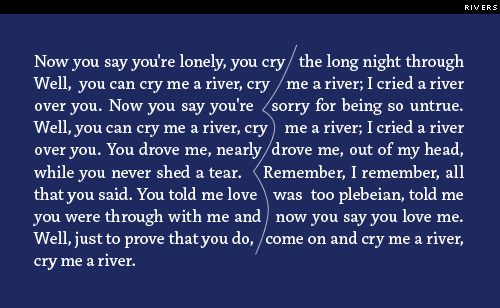 RIVERS
Now you say you're lonely, you cry the long night through
Well, you can cry me a river, cry me a river; I cried a river
over you. Now you say you're sorry for being so untrue.
Well, you can cry me a river, cry me a river; I cried a river
over you. You drove me, nearly drove me, out of my head,
while you never shed a tear. Remember, I remember, all
that you said. You told me love was too plebeian, told me
you were through with me and now you say you love me.
Well, just to prove that you do, come on and cry me a river,
cry me a river.